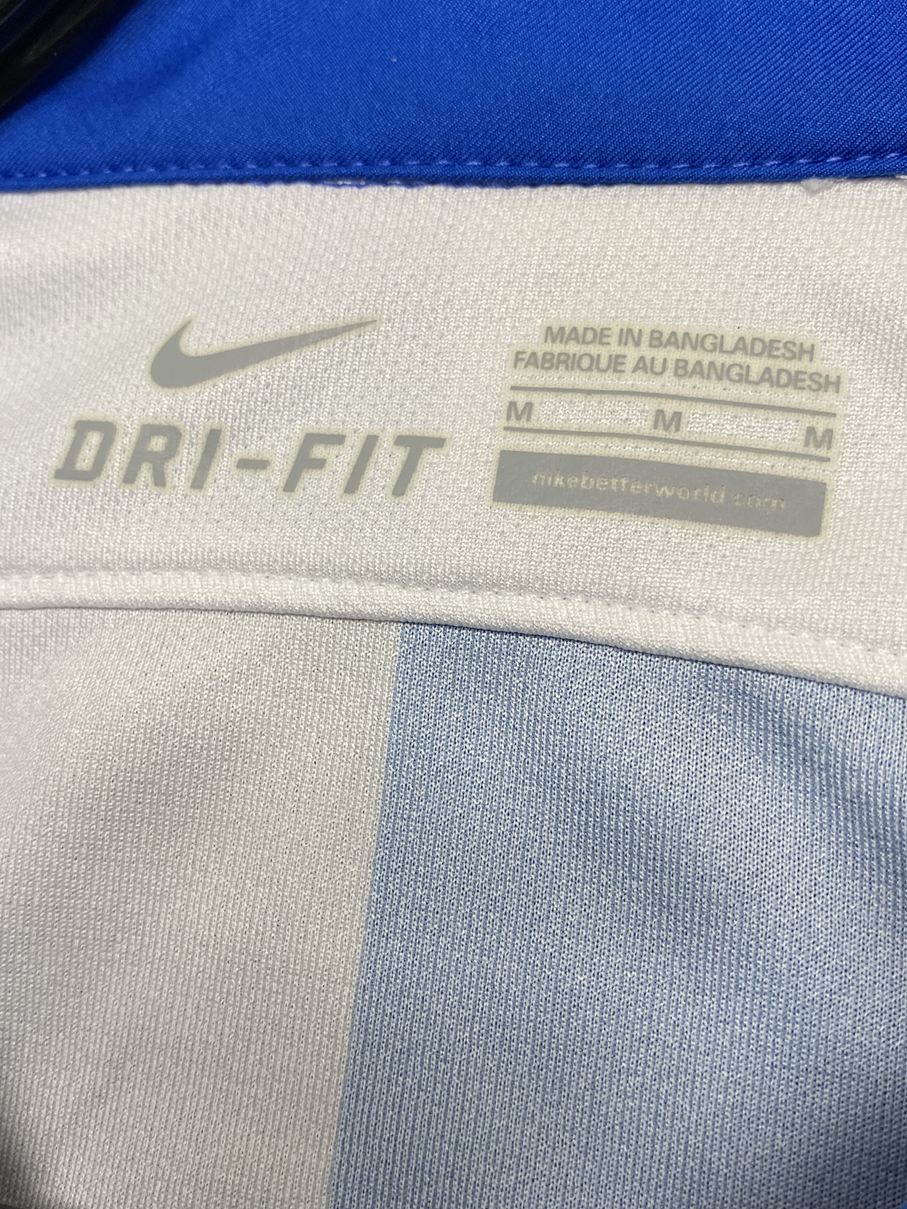 DRI-FIT
MADE IN BANGLADESH
FABRIQUE AU BANGLADESH
M M M
nikebetterworld.com